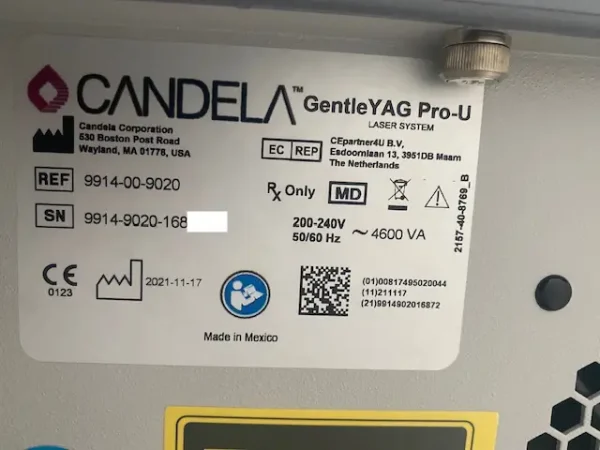 CANDELA™ GentleYAG Pro-U
LASER SYSTEM
Candela Corporation
530 Boston Post Road
Wayland, MA 01778, USA
EC REP
CEpartner4U B.V,
Esdoornlaan 13, 3951DB Maarn
The Netherlands
REF 9914-00-9020
Rx Only MD
SN 9914-9020-168
200-240V
50/60 Hz ~ 4600 VA
2157-40-8769_B
CE
0123
2021-11-17
(01)00817495020044
(11)211117
(21)9914902016872
Made in Mexico